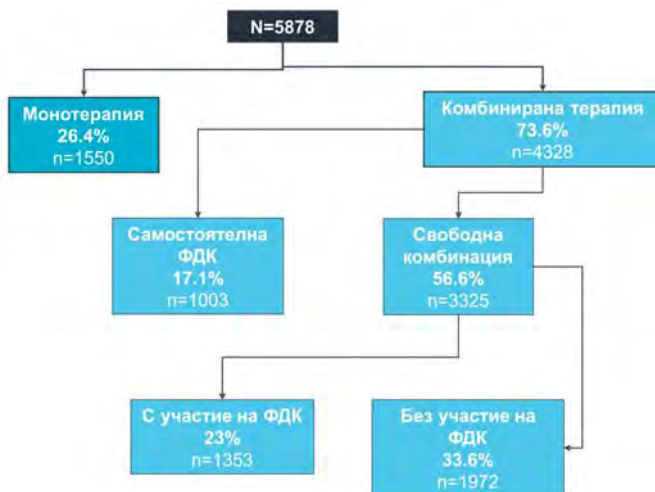 N=5878
Монотерапия
26.4%
n=1550
Комбинирана терапия
73.6%
n=4328
Самостоятелна
ФДК
17.1%
n=1003
Свободна
комбинация
56.6%
n=3325
С участие на ФДК
23%
n=1353
Без участие на
ФДК
33.6%
n=1972